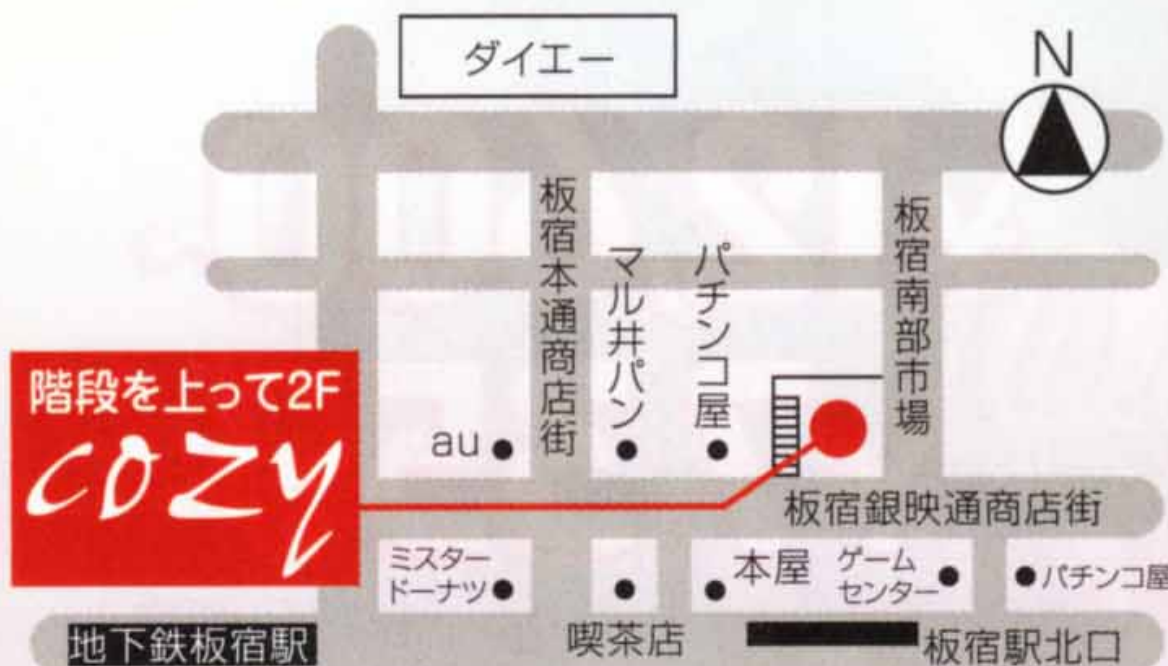 ダイエー
N
板宿本通商店街
マル井パン
パチンコ屋
板宿南部市場
階段を上って2F
cozy
au
板宿銀映通商店街
ミスター
ドーナツ
本屋
ゲーム
センター
パチンコ屋
地下鉄板宿駅
喫茶店
板宿駅北口